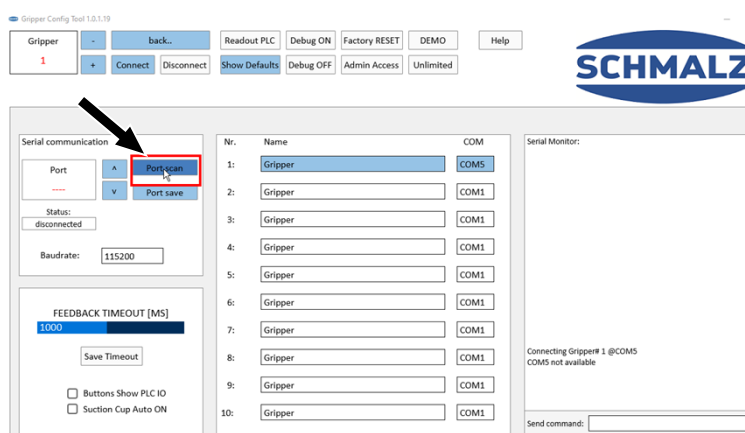 Gripper Config Tool 1.0.1.19
Gripper
1
-
+
back..
Connect
Disconnect
Readout PLC
Debug ON
Factory RESET
DEMO
Help
Show Defaults
Debug OFF
Admin Access
Unlimited
SCHMALZ
Serial communication
Port
----
^
v
Port scan
Port save
Status:
disconnected
Baudrate:
115200
FEEDBACK TIMEOUT [MS]
1000
Save Timeout
Buttons Show PLC IO
Suction Cup Auto ON
Nr. Name COM
1: Gripper COM5
2: Gripper COM1
3: Gripper COM1
4: Gripper COM1
5: Gripper COM1
6: Gripper COM1
7: Gripper COM1
8: Gripper COM1
9: Gripper COM1
10: Gripper COM1
Serial Monitor:
Connecting Gripper# 1 @COM5
COM5 not available
Send command: